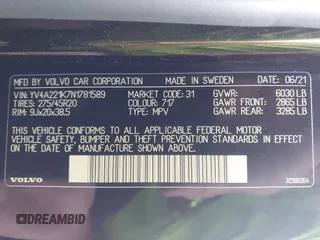 MFD BY VOLVO CAR CORPORATION MADE IN SWEDEN DATE 06/21
VIN: YV4A221K7N1781589 MARKET CODE: 31 GVWR: 6030 LB
TIRES: 275/45R20 COLOUR: 717 GAWR FRONT: 2865 LB
RIM: 9Jx20x38.5 TYPE: MPV GAWR REAR: 3285 LB
THIS VEHICLE CONFORMS TO ALL APPLICABLE FEDERAL MOTOR
VEHICLE SAFETY, BUMPER, AND THEFT PREVENTION STANDARDS
IN EFFECT ON THE DATE OF MANUFACTURE SHOWN ABOVE
VOLVO 32366354
DREAMBID